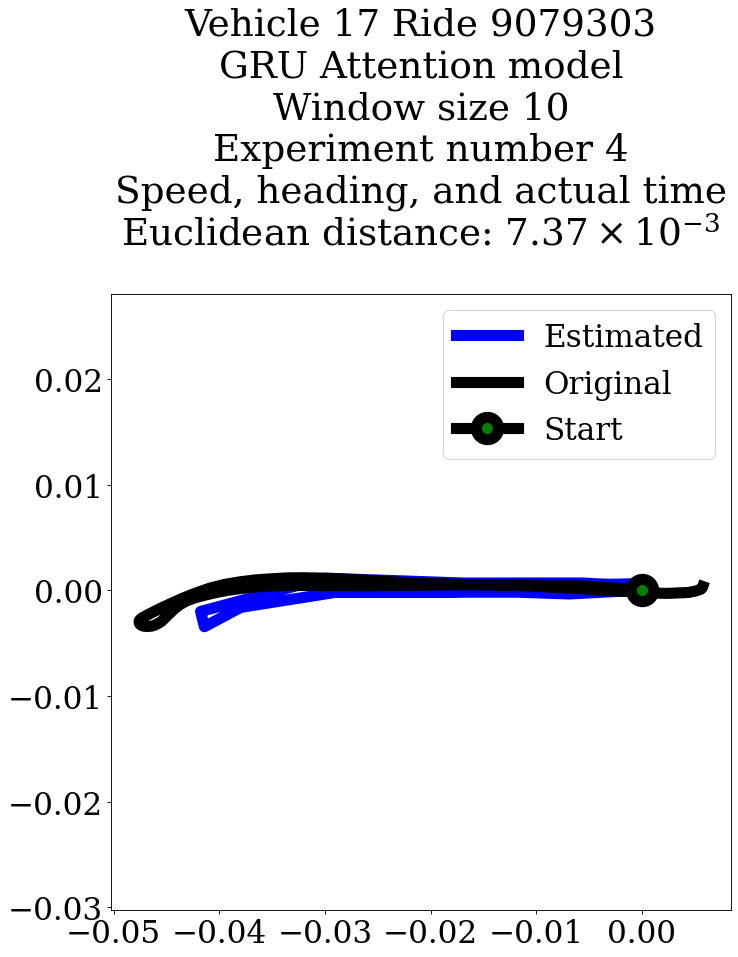 Vehicle 17 Ride 9079303
GRU Attention model
Window size 10
Experiment number 4
Speed, heading, and actual time
Euclidean distance: 7.37 × 10⁻³
Estimated
Original
Start
0.02
0.01
0.00
−0.01
−0.02
−0.03
−0.05 −0.04 −0.03 −0.02 −0.01 0.00